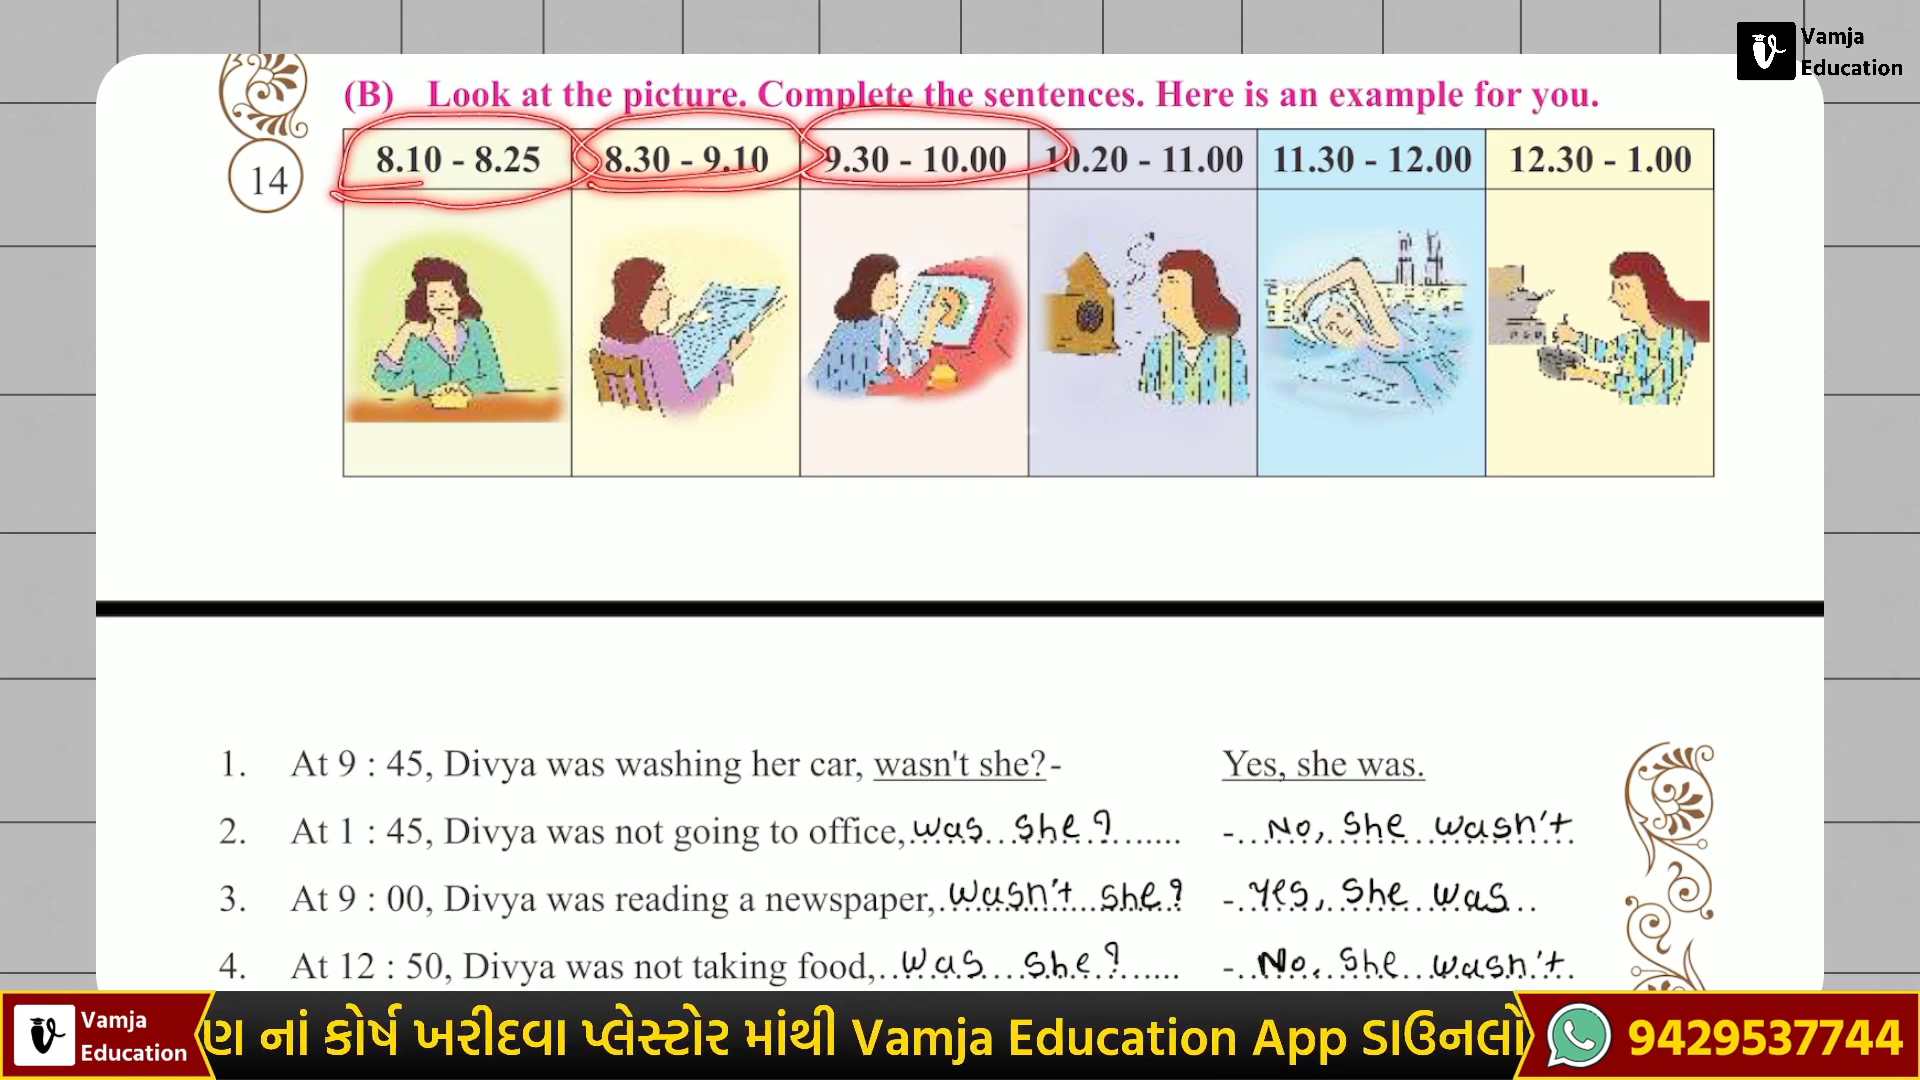 Vamja
Education
(B) Look at the picture. Complete the sentences. Here is an example for you.
8.10 - 8.25 8.30 - 9.10 9.30 - 10.00 10.20 - 11.00 11.30 - 12.00 12.30 - 1.00
14
1. At 9 : 45, Divya was washing her car, wasn't she?- Yes, she was.
2. At 1 : 45, Divya was not going to office,..was...she.?....... -...No, she wasn't
3. At 9 : 00, Divya was reading a newspaper,..wasn't she? -.Yes, she was...
4. At 12 : 50, Divya was not taking food,..was....she.?...... -..No, she wasn't.
Vamja
Education
ણ નાં કોર્ષ ખરીદવા પ્લેસ્ટોર માંથી Vamja Education App ડાઉનલો
9429537744